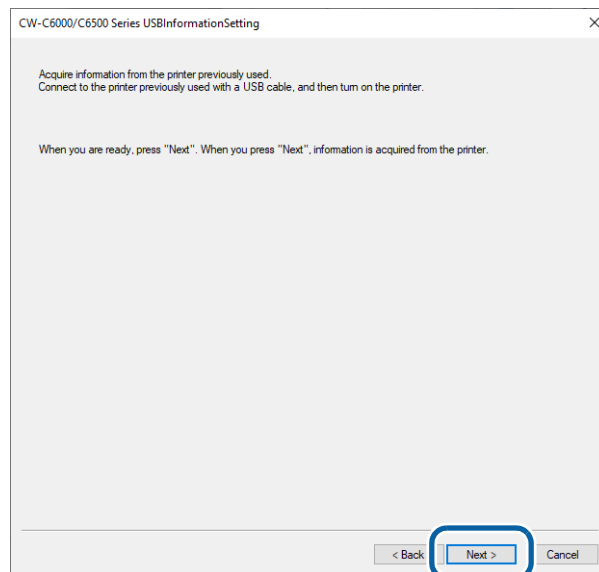 CW-C6000/C6500 Series USBInformationSetting
Acquire information from the printer previously used.
Connect to the printer previously used with a USB cable, and then turn on the printer.
When you are ready, press "Next". When you press "Next", information is acquired from the printer.
< Back
Next >
Cancel